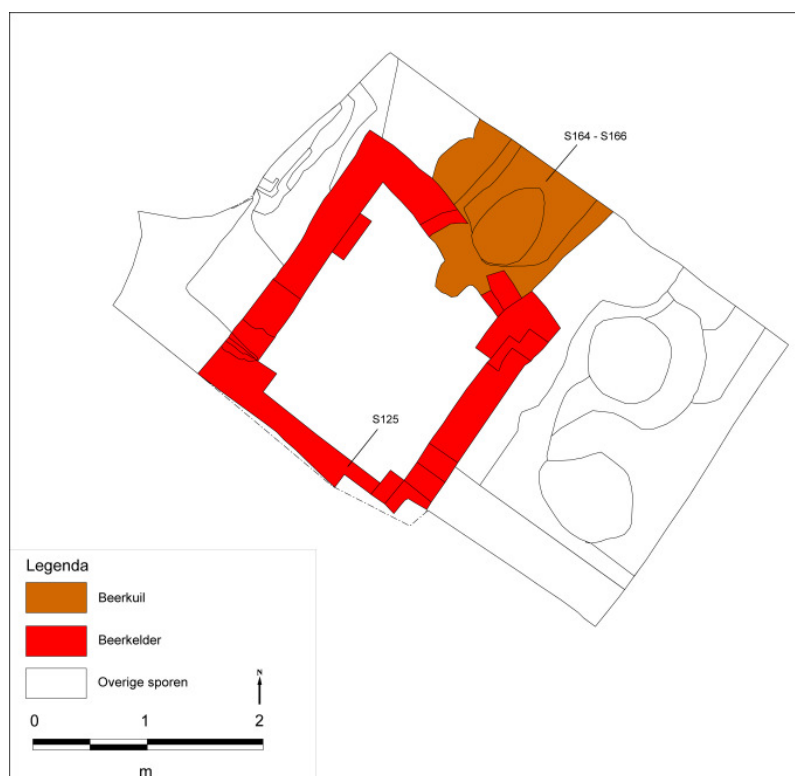 S164 - S166
S125
Legenda
Beerkuil
Beerkelder
Overige sporen
N
0 1 2
m